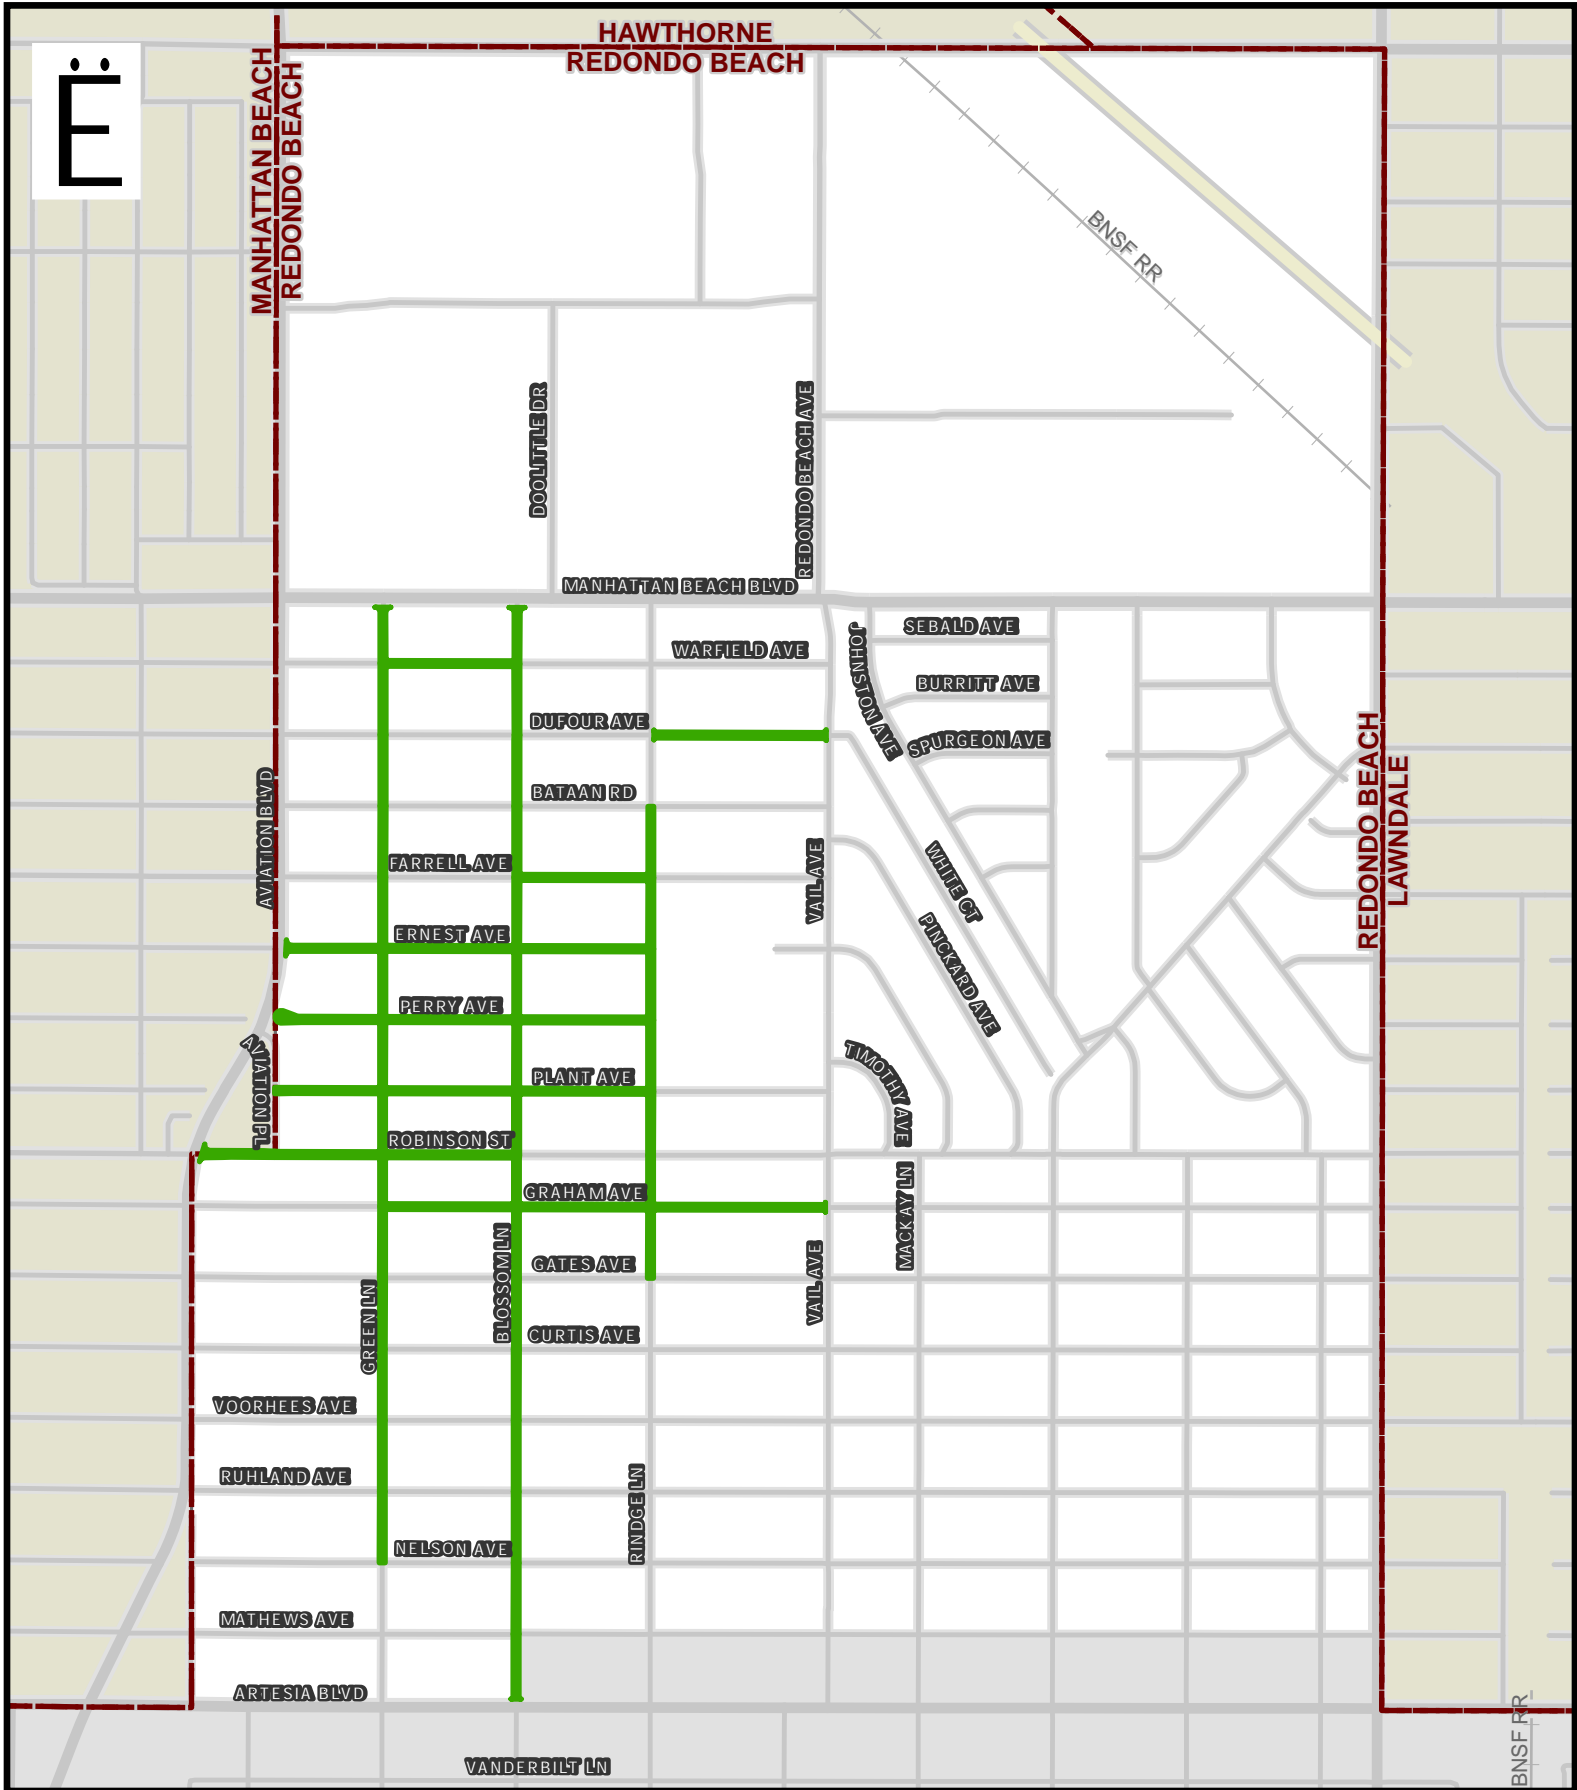 HAWTHORNE
REDONDO BEACH
MANHATTAN BEACH
REDONDO BEACH
Ë
BNSF RR
DOOLITTLE DR
REDONDO BEACH AVE
MANHATTAN BEACH BLVD
SEBALD AVE
WARFIELD AVE
JOHNSTON AVE
BURRITT AVE
DUFOUR AVE
SPURGEON AVE
REDONDO BEACH
LAWNDALE
AVIATION BLVD
BATAAN RD
FARRELL AVE
VAIL AVE
WHITE CT
ERNEST AVE
PINCKARD AVE
PERRY AVE
AVIATION PL
TIMOTHY AVE
PLANT AVE
ROBINSON ST
MACKAY LN
GRAHAM AVE
BLOSSOM LN
GATES AVE
VAIL AVE
GREEN LN
CURTIS AVE
VOORHEES AVE
RUHLAND AVE
RINDGE LN
NELSON AVE
MATHEWS AVE
ARTESIA BLVD
BNSF RR
VANDERBILT LN